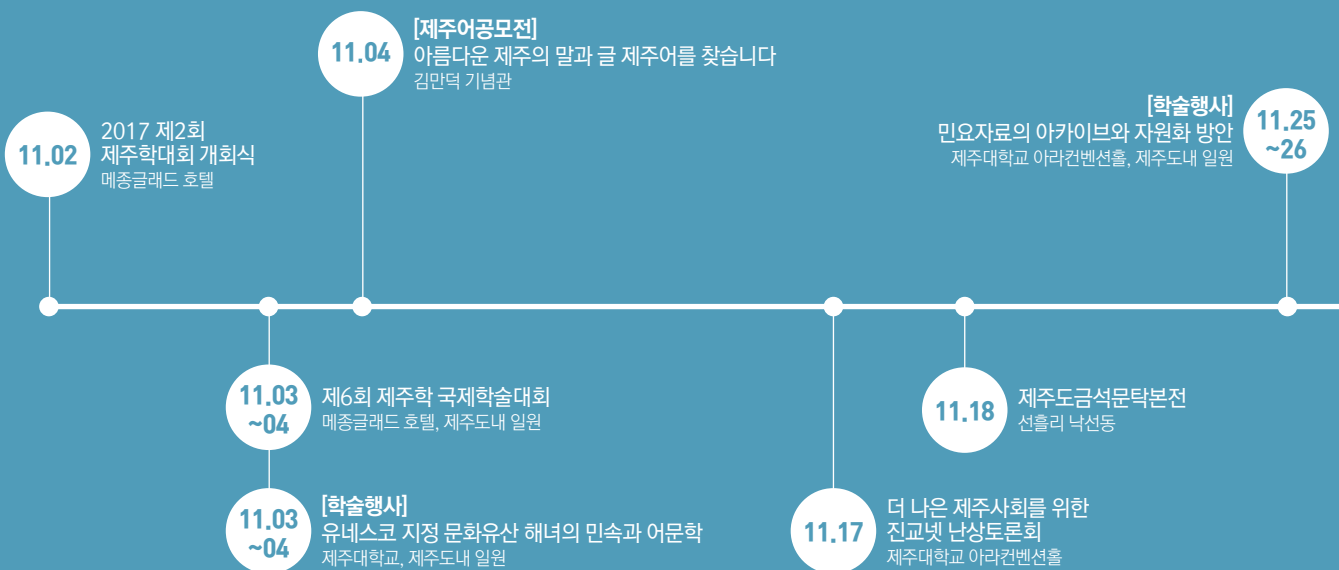 11.02
2017 제2회
제주학대회 개회식
메종글래드 호텔
11.04
[제주어공모전]
아름다운 제주의 말과 글 제주어를 찾습니다
김만덕 기념관
11.25
~26
[학술행사]
민요자료의 아카이브와 자원화 방안
제주대학교 아라컨벤션홀, 제주도내 일원
11.03
~04
제6회 제주학 국제학술대회
메종글래드 호텔, 제주도내 일원
11.03
~04
[학술행사]
유네스코 지정 문화유산 해녀의 민속과 어문학
제주대학교, 제주도내 일원
11.17
더 나은 제주사회를 위한
진교넷 난상토론회
제주대학교 아라컨벤션홀
11.18
제주도금석문탁본전
선흘리 낙선동